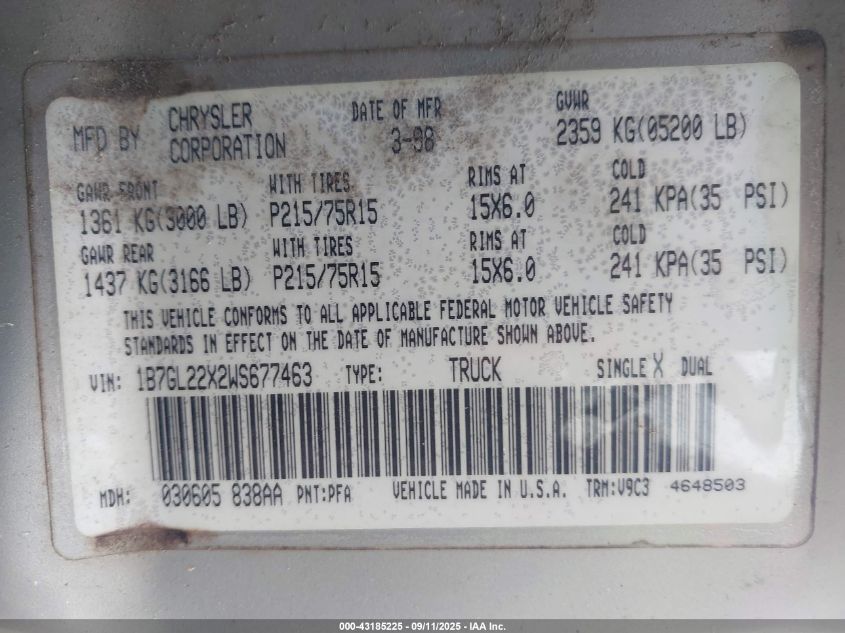 MFD BY CHRYSLER CORPORATION DATE OF MFR 3-98 GVWR 2359 KG(05200 LB)
GAWR FRONT WITH TIRES RIMS AT COLD
1361 KG(3000 LB) P215/75R15 15X6.0 241 KPA(35 PSI)
GAWR REAR WITH TIRES RIMS AT COLD
1437 KG(3166 LB) P215/75R15 15X6.0 241 KPA(35 PSI)
THIS VEHICLE CONFORMS TO ALL APPLICABLE FEDERAL MOTOR VEHICLE SAFETY
STANDARDS IN EFFECT ON THE DATE OF MANUFACTURE SHOWN ABOVE.
VIN: 1B7GL22X2WS677463 TYPE: TRUCK SINGLE X DUAL
MDH: 030605 838AA PNT:PFA VEHICLE MADE IN U.S.A. TRM:V9C3 4648503
000-43185225 - 09/11/2025 - IAA Inc.